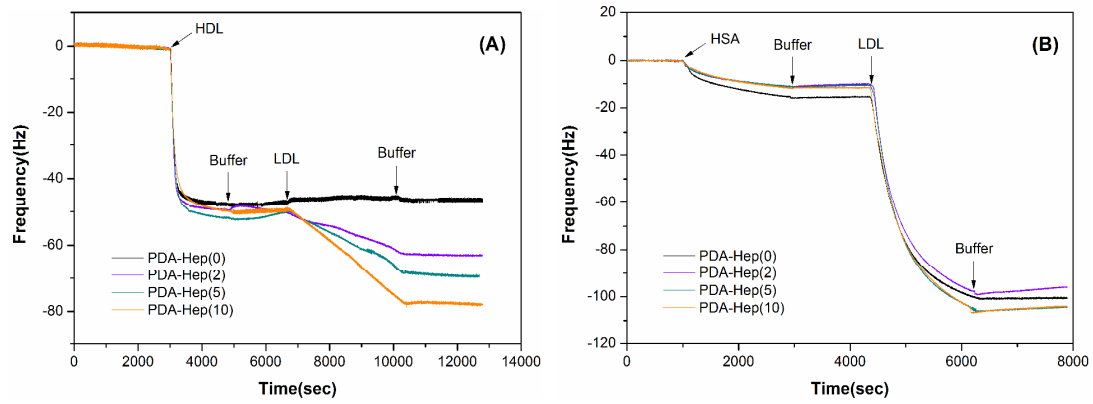 (A)
HDL
Buffer
LDL
Buffer
PDA-Hep(0)
PDA-Hep(2)
PDA-Hep(5)
PDA-Hep(10)
Frequency(Hz)
0
-20
-40
-60
-80
0 2000 4000 6000 8000 10000 12000 14000
Time(sec)
(B)
HSA
Buffer
LDL
Buffer
PDA-Hep(0)
PDA-Hep(2)
PDA-Hep(5)
PDA-Hep(10)
Frequency(Hz)
20
0
-20
-40
-60
-80
-100
-120
0 2000 4000 6000 8000
Time(sec)